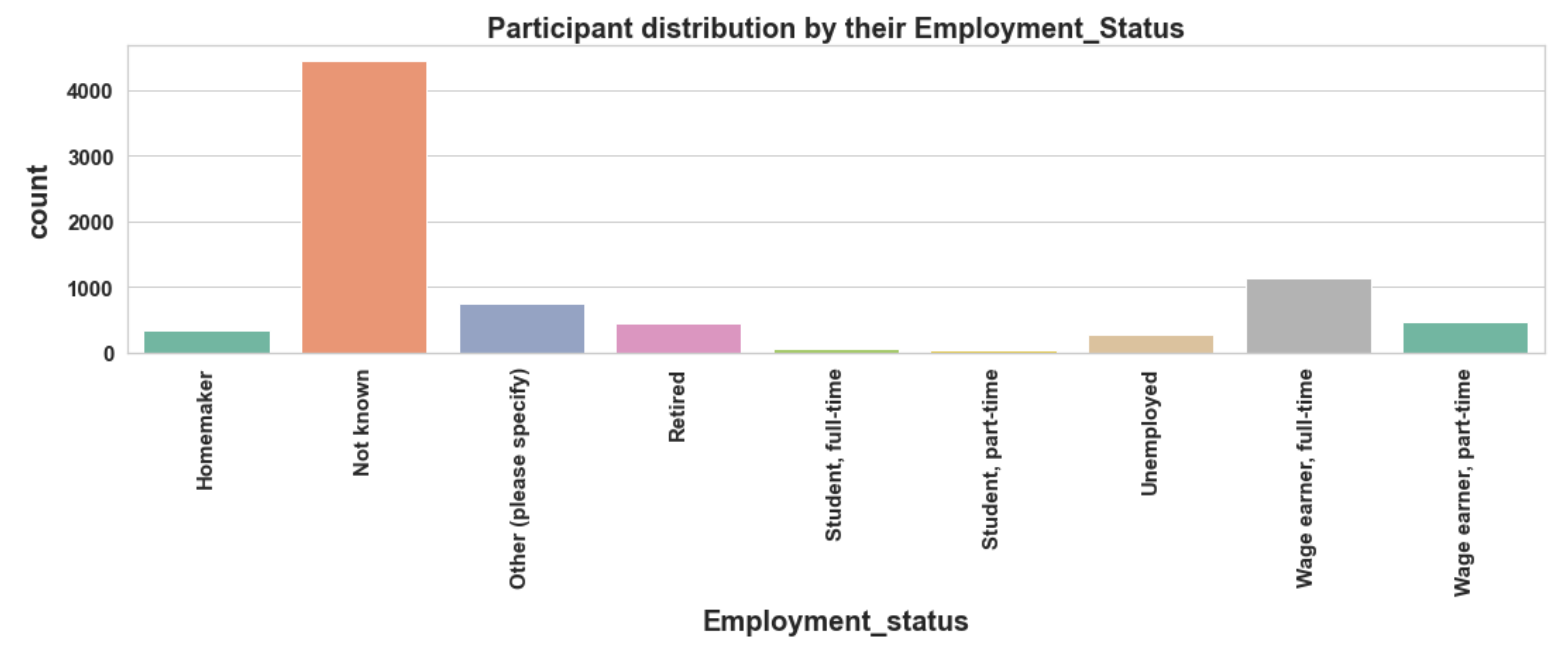 Participant distribution by their Employment_Status
count
4000
3000
2000
1000
0
Homemaker
Not known
Other (please specify)
Retired
Student, full-time
Student, part-time
Unemployed
Wage earner, full-time
Wage earner, part-time
Employment_status